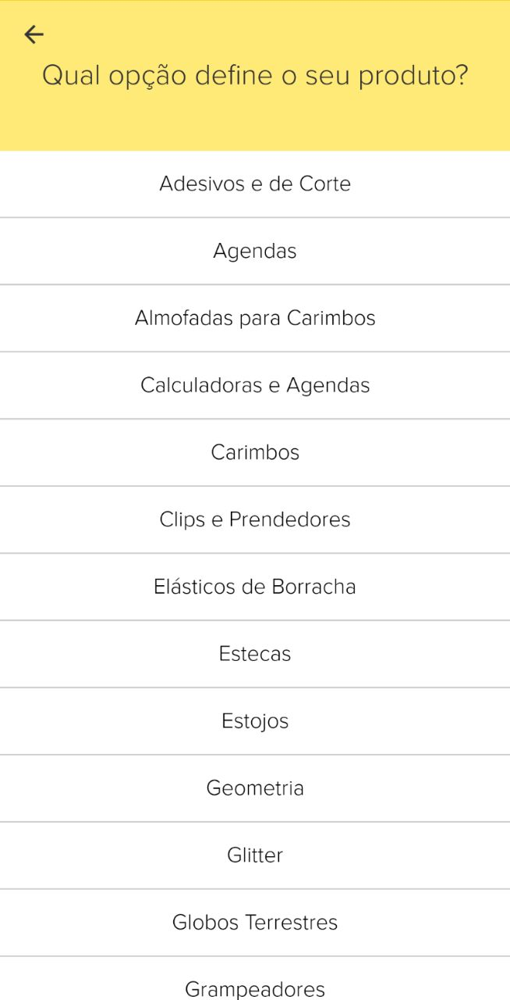 Qual opção define o seu produto?
Adesivos e de Corte
Agendas
Almofadas para Carimbos
Calculadoras e Agendas
Carimbos
Clips e Prendedores
Elásticos de Borracha
Estecas
Estojos
Geometria
Glitter
Globos Terrestres
Grampeadores